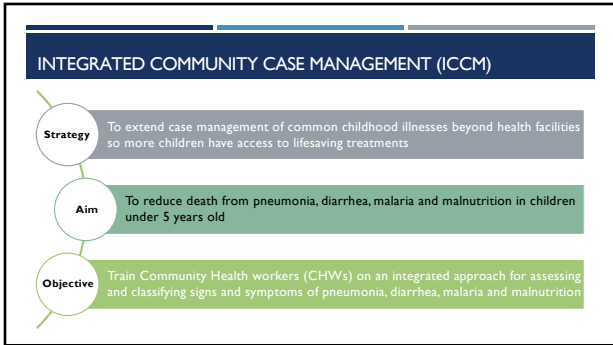 INTEGRATED COMMUNITY CASE MANAGEMENT (ICCM)
Strategy
To extend case management of common childhood illnesses beyond health facilities
so more children have access to lifesaving treatments
Aim
To reduce death from pneumonia, diarrhea, malaria and malnutrition in children
under 5 years old
Objective
Train Community Health workers (CHWs) on an integrated approach for assessing
and classifying signs and symptoms of pneumonia, diarrhea, malaria and malnutrition